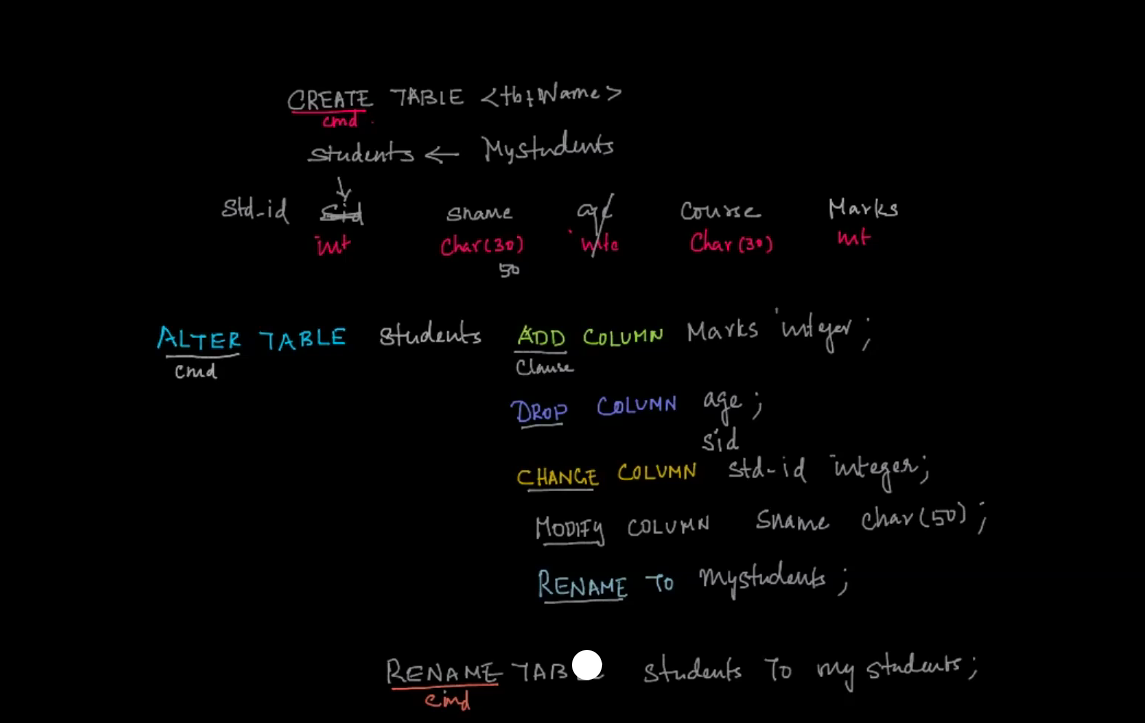 CREATE TABLE <tblName>
cmd
students ← Mystudents
Std-id sid sname age course Marks
int char(30) char(30) int
50
ALTER TABLE students ADD COLUMN Marks integer;
cmd clause
DROP COLUMN age;
sid
CHANGE COLUMN std-id integer;
MODIFY COLUMN sname char(50);
RENAME TO mystudents;
RENAME TAB students TO my students;
cmd